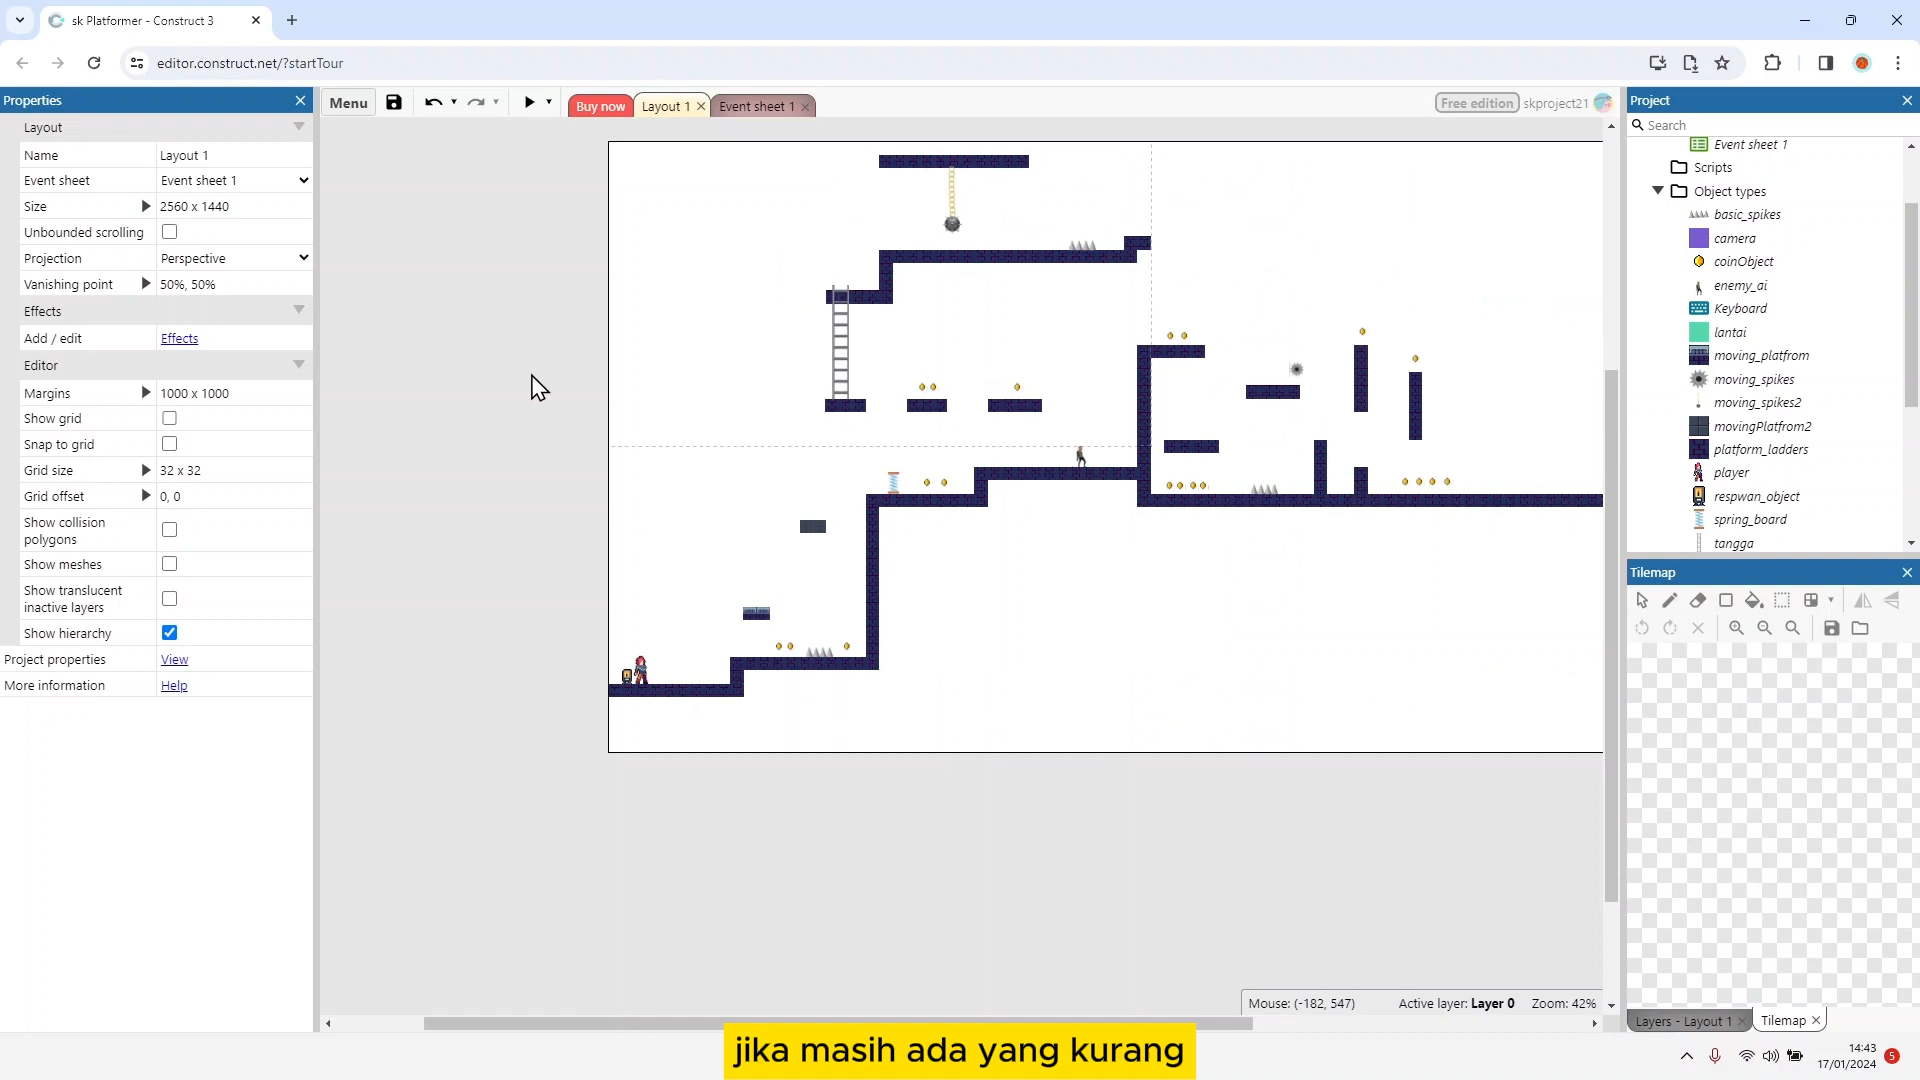 sk Platformer - Construct 3
editor.construct.net/?startTour
Properties
Layout
Name Layout 1
Event sheet Event sheet 1
Size 2560 x 1440
Unbounded scrolling
Projection Perspective
Vanishing point 50%, 50%
Effects
Add / edit Effects
Editor
Margins 1000 x 1000
Show grid
Snap to grid
Grid size 32 x 32
Grid offset 0, 0
Show collision
polygons
Show meshes
Show translucent
inactive layers
Show hierarchy
Project properties View
More information Help
Menu
Buy now
Layout 1
Event sheet 1
Free edition
skproject21
Mouse: (-182, 547)
Active layer: Layer 0
Zoom: 42%
Project
Search
Event sheet 1
Scripts
Object types
basic_spikes
camera
coinObject
enemy_ai
Keyboard
lantai
moving_platfrom
moving_spikes
moving_spikes2
movingPlatfrom2
platform_ladders
player
respwan_object
spring_board
tangga
Tilemap
Layers - Layout 1
Tilemap
jika masih ada yang kurang
14:43
17/01/2024
5